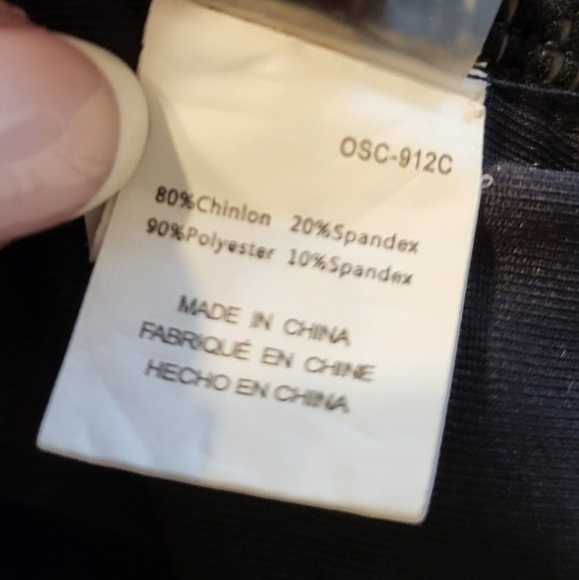 OSC-912C
80%Chinlon 20%Spandex
90%Polyester 10%Spandex
MADE IN CHINA
FABRIQUÉ EN CHINE
HECHO EN CHINA